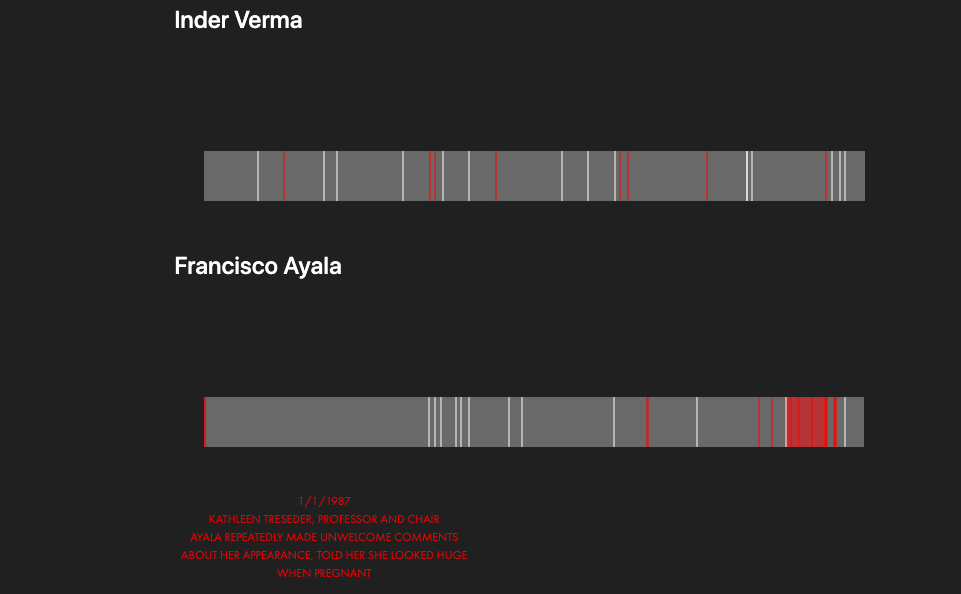 Inder Verma
Francisco Ayala
1/1/1987
KATHLEEN TRESEDER, PROFESSOR AND CHAIR
AYALA REPEATEDLY MADE UNWELCOME COMMENTS
ABOUT HER APPEARANCE, TOLD HER SHE LOOKED HUGE
WHEN PREGNANT